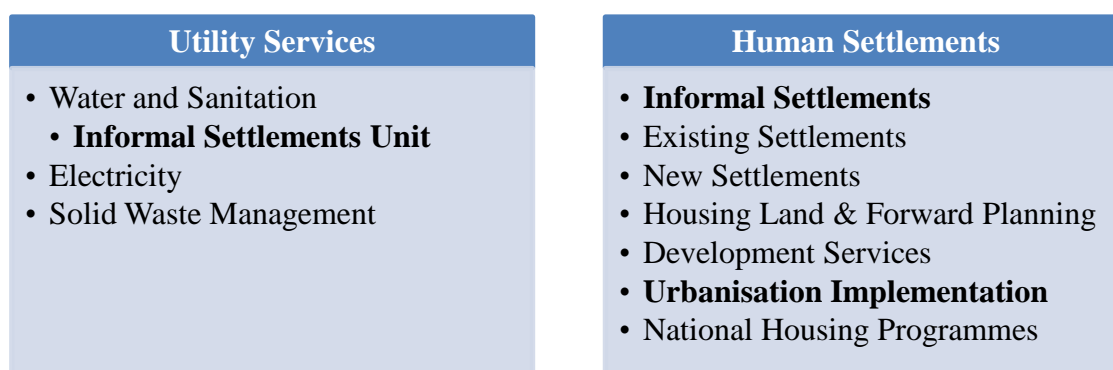 Utility Services
• Water and Sanitation
• Informal Settlements Unit
• Electricity
• Solid Waste Management
Human Settlements
• Informal Settlements
• Existing Settlements
• New Settlements
• Housing Land & Forward Planning
• Development Services
• Urbanisation Implementation
• National Housing Programmes